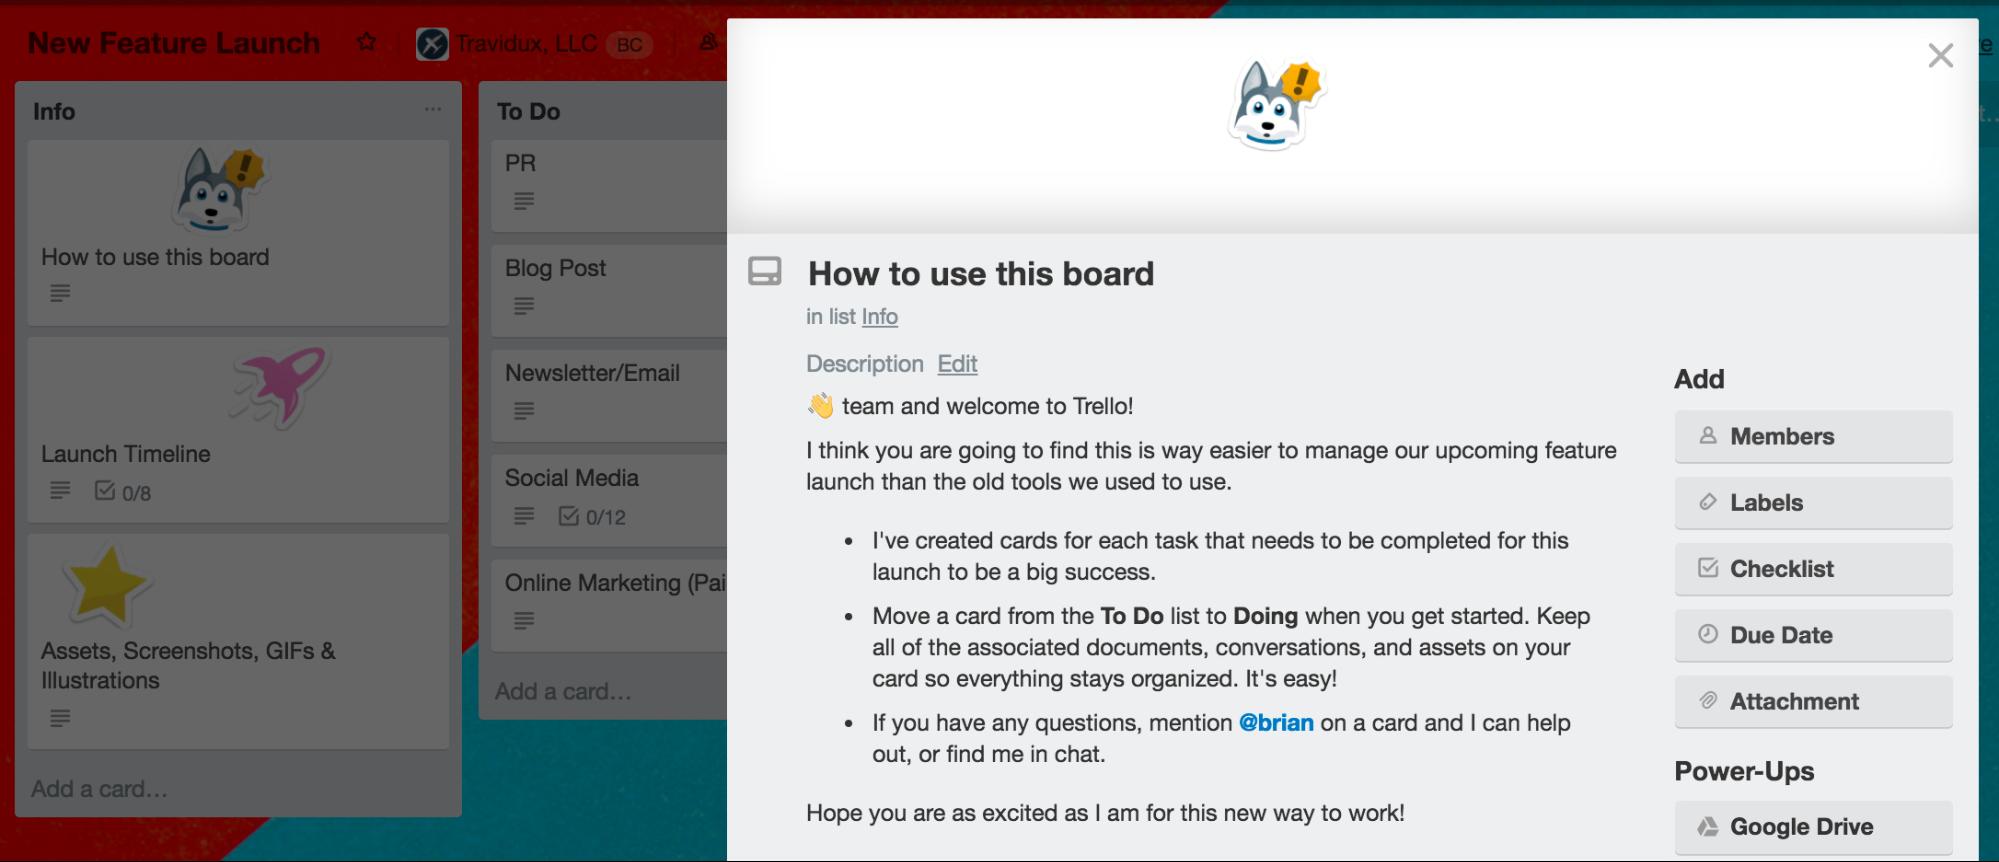 New Feature Launch
Travidux, LLC BC
Info
How to use this board
Launch Timeline
0/8
Assets, Screenshots, GIFs &
Illustrations
Add a card…
To Do
PR
Blog Post
Newsletter/Email
Social Media
0/12
Online Marketing (Pai
Add a card…
How to use this board
in list Info
Description Edit
👋 team and welcome to Trello!
I think you are going to find this is way easier to manage our upcoming feature
launch than the old tools we used to use.
• I've created cards for each task that needs to be completed for this
launch to be a big success.
• Move a card from the To Do list to Doing when you get started. Keep
all of the associated documents, conversations, and assets on your
card so everything stays organized. It's easy!
• If you have any questions, mention @brian on a card and I can help
out, or find me in chat.
Hope you are as excited as I am for this new way to work!
Add
Members
Labels
Checklist
Due Date
Attachment
Power-Ups
Google Drive